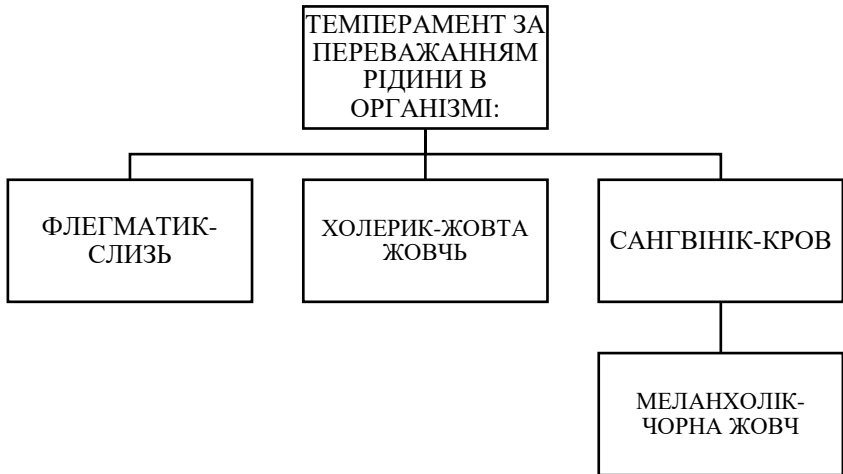 ТЕМПЕРАМЕНТ ЗА
ПЕРЕВАЖАННЯМ
РІДИНИ В
ОРГАНІЗМІ:
ФЛЕГМАТИК-
СЛИЗЬ
ХОЛЕРИК-ЖОВТА
ЖОВЧЬ
САНГВІНІК-КРОВ
МЕЛАНХОЛІК-
ЧОРНА ЖОВЧ